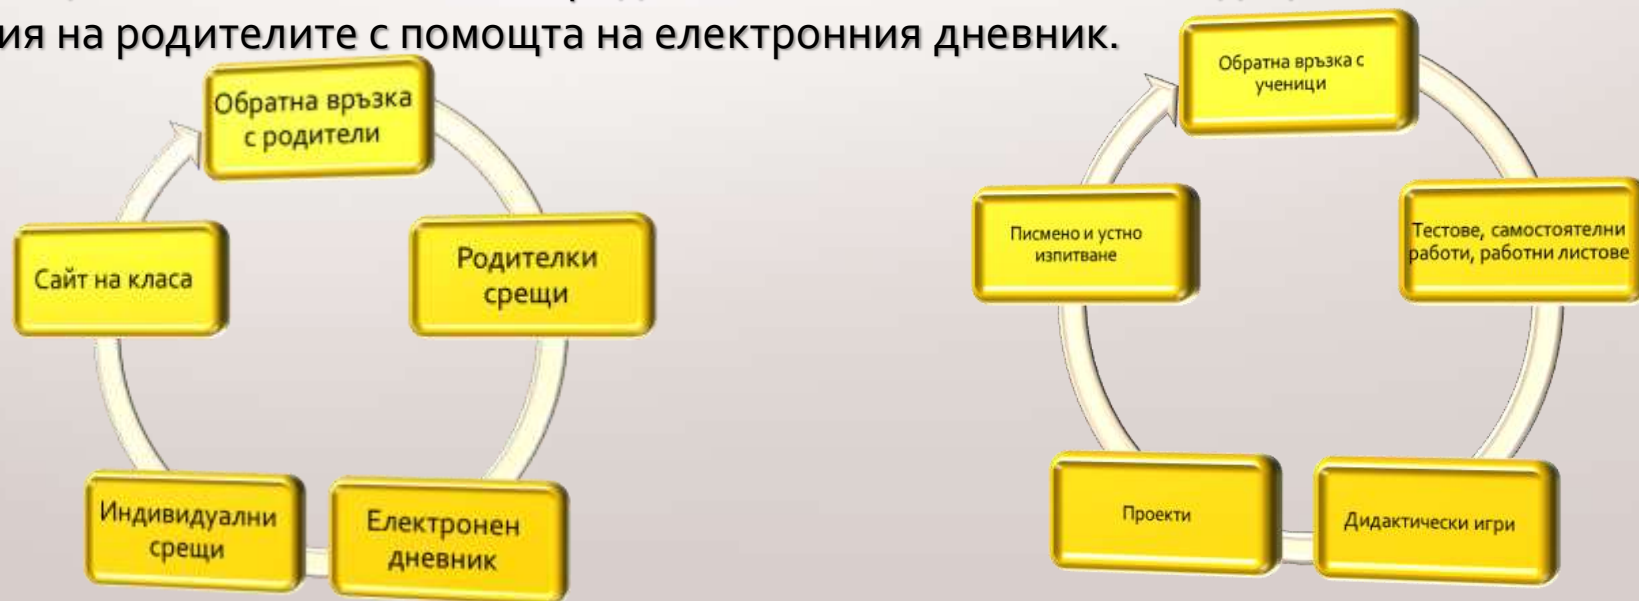 ия на родителите с помощта на електронния дневник.
Обратна връзка
с родители
Родителки
срещи
Електронен
дневник
Индивидуални
срещи
Сайт на класа
Обратна връзка с
ученици
Тестове, самостоятелни
работи, работни листове
Дидактически игри
Проекти
Писмено и устно
изпитване